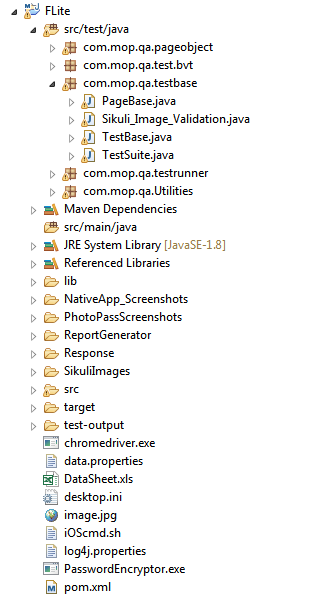 FLite
src/test/java
com.mop.qa.pageobject
com.mop.qa.test.bvt
com.mop.qa.testbase
PageBase.java
Sikuli_Image_Validation.java
TestBase.java
TestSuite.java
com.mop.qa.testrunner
com.mop.qa.Utilities
Maven Dependencies
src/main/java
JRE System Library [JavaSE-1.8]
Referenced Libraries
lib
NativeApp_Screenshots
PhotoPassScreenshots
ReportGenerator
Response
SikuliImages
src
target
test-output
chromedriver.exe
data.properties
DataSheet.xls
desktop.ini
image.jpg
iOScmd.sh
log4j.properties
PasswordEncryptor.exe
pom.xml